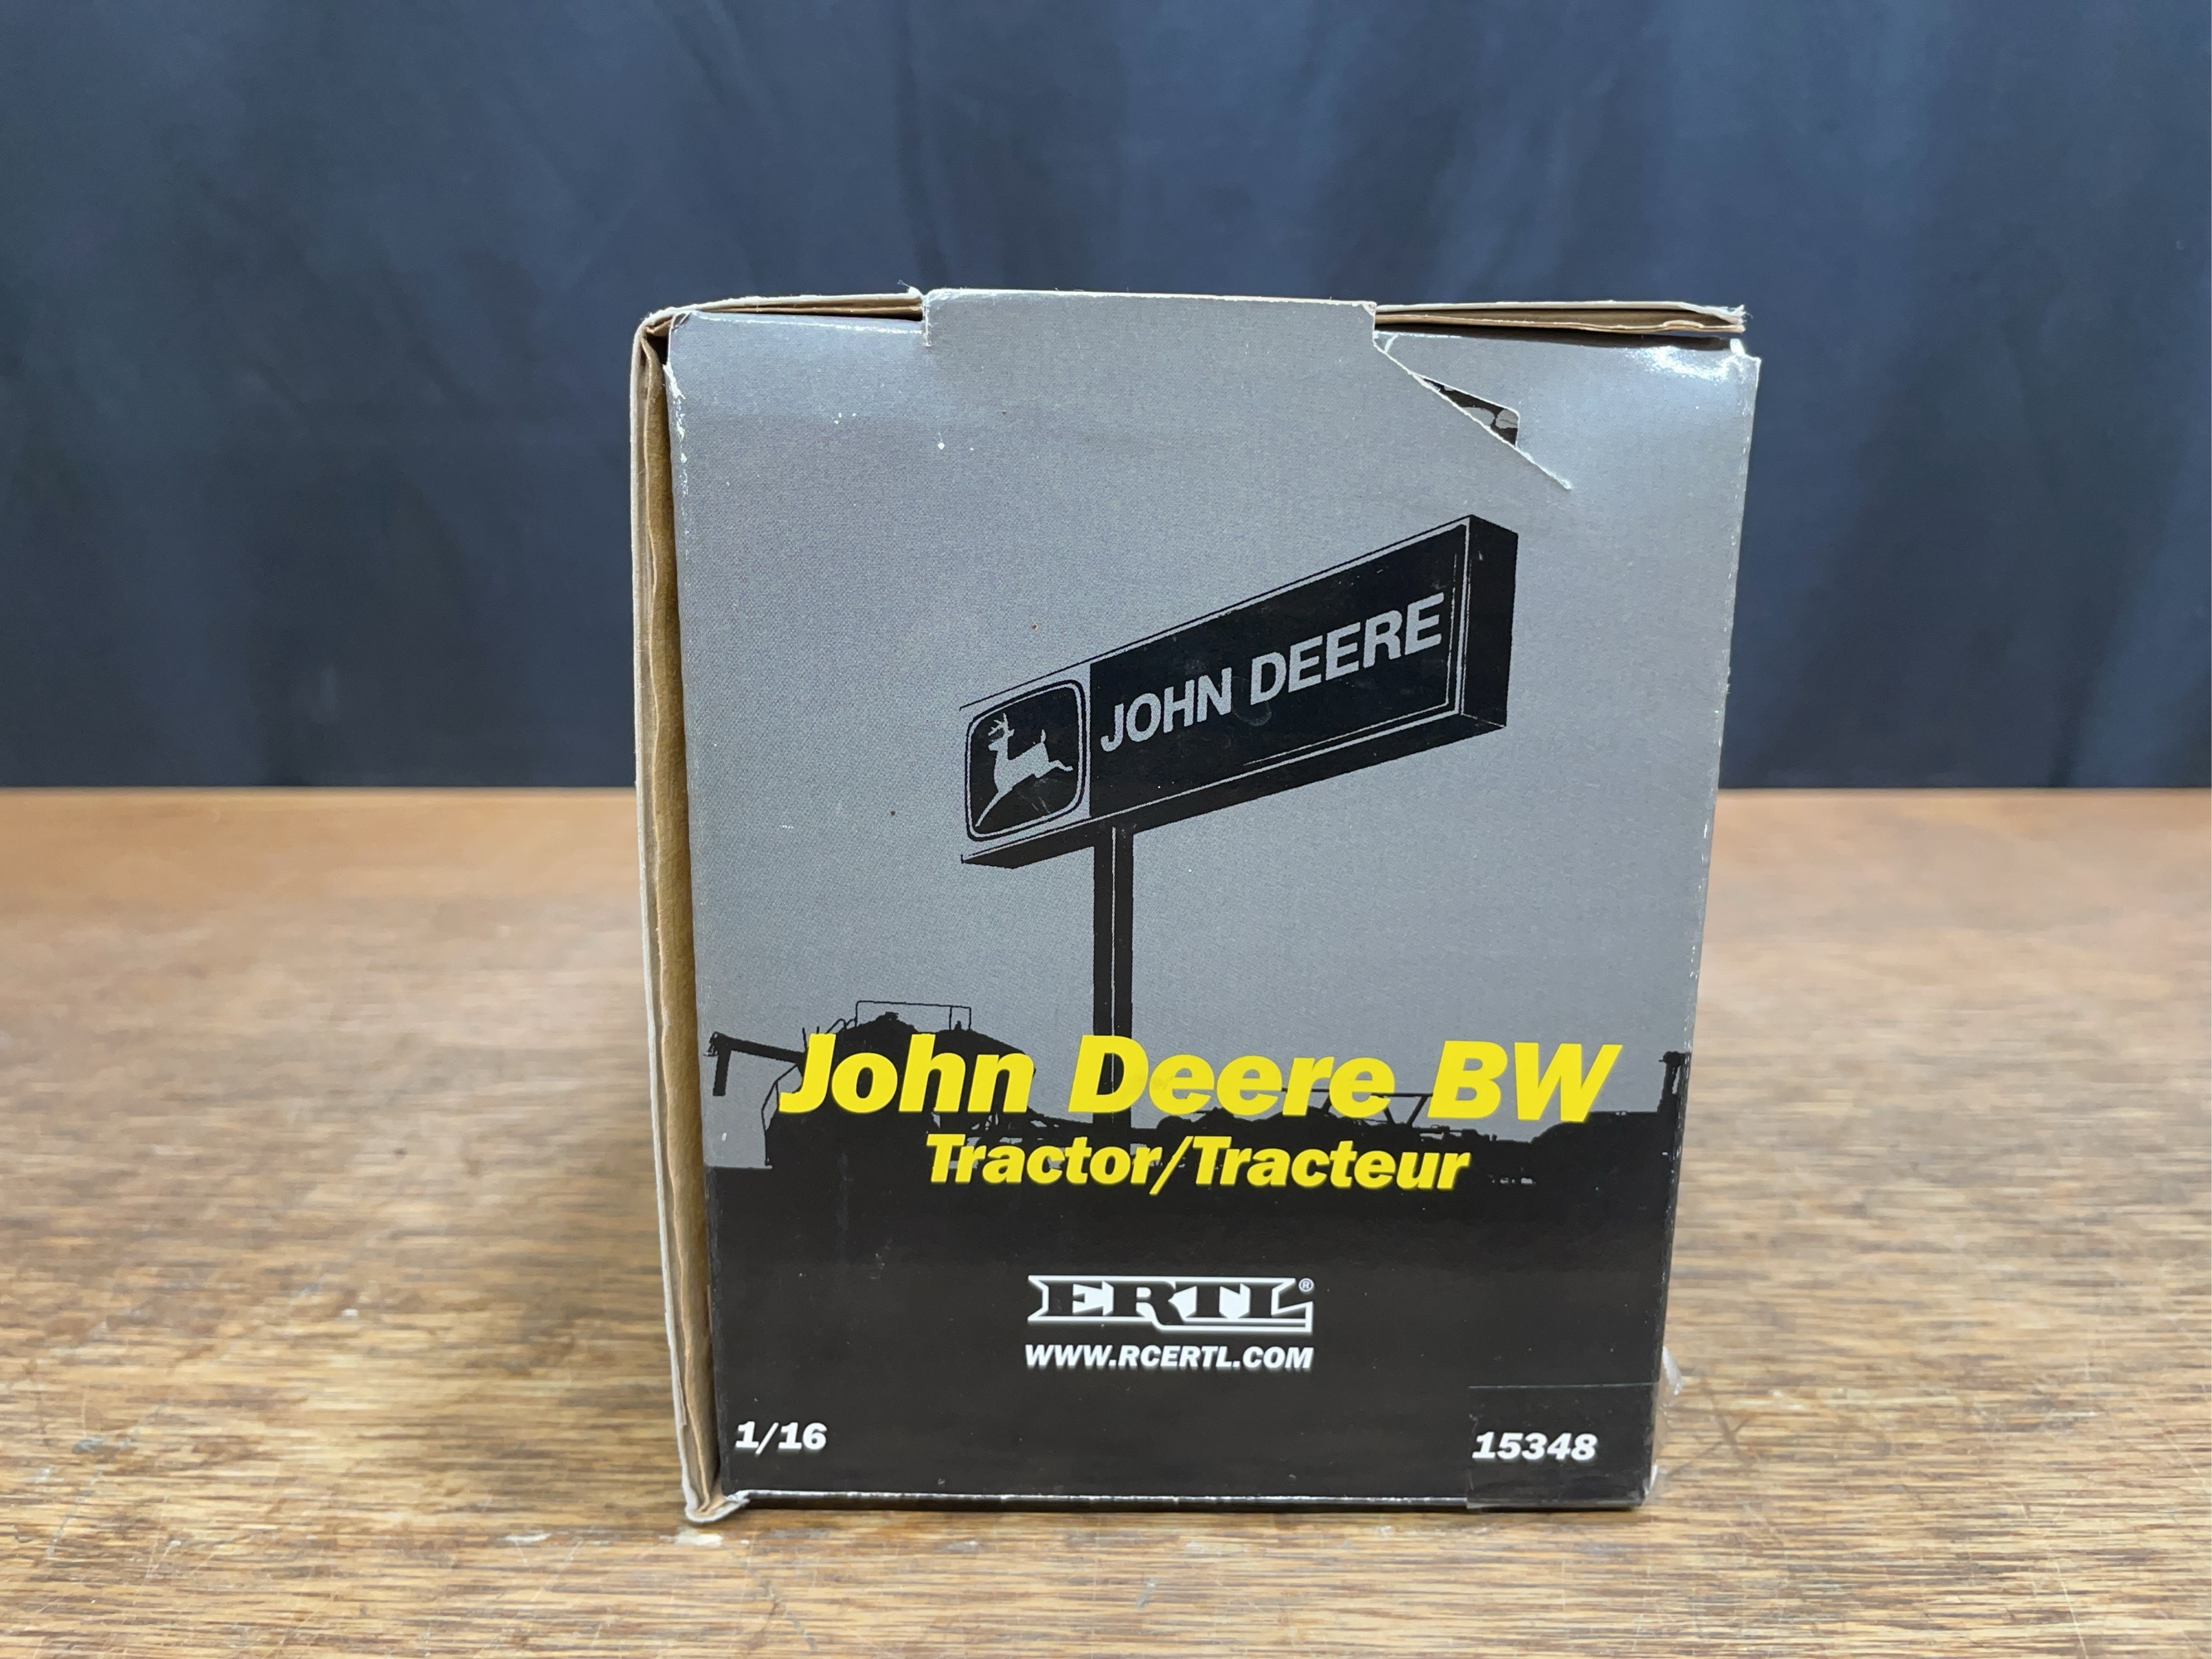 JOHN DEERE
John Deere BW
Tractor/Tracteur
ERTL®
WWW.RCERTL.COM
1/16
15348